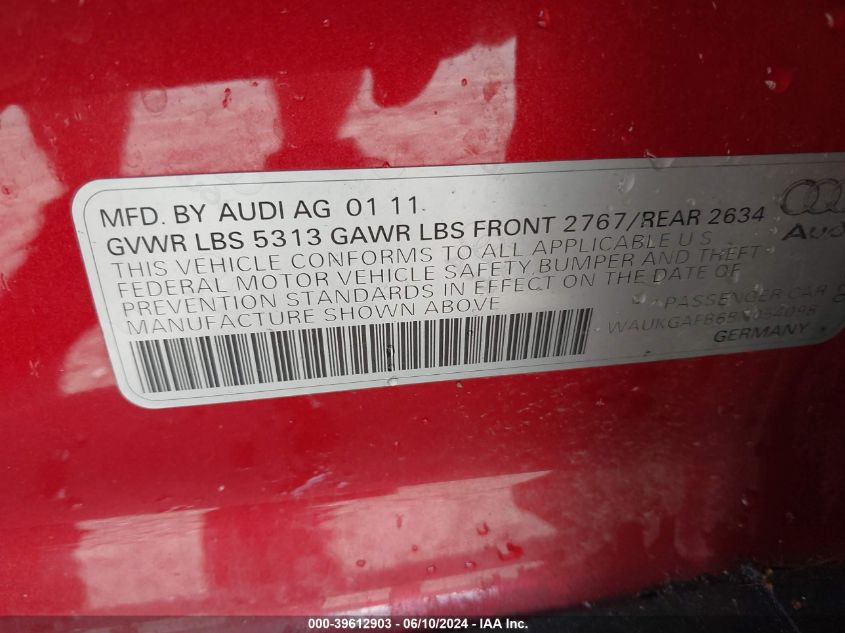 MFD. BY AUDI AG 01 11
GVWR LBS 5313 GAWR LBS FRONT 2767/REAR 2634
THIS VEHICLE CONFORMS TO ALL APPLICABLE U S
FEDERAL MOTOR VEHICLE SAFETY, BUMPER AND THEFT
PREVENTION STANDARDS IN EFFECT ON THE DATE OF
MANUFACTURE SHOWN ABOVE
PASSENGER CAR
GERMANY
000-39612903 - 06/10/2024 - IAA Inc.